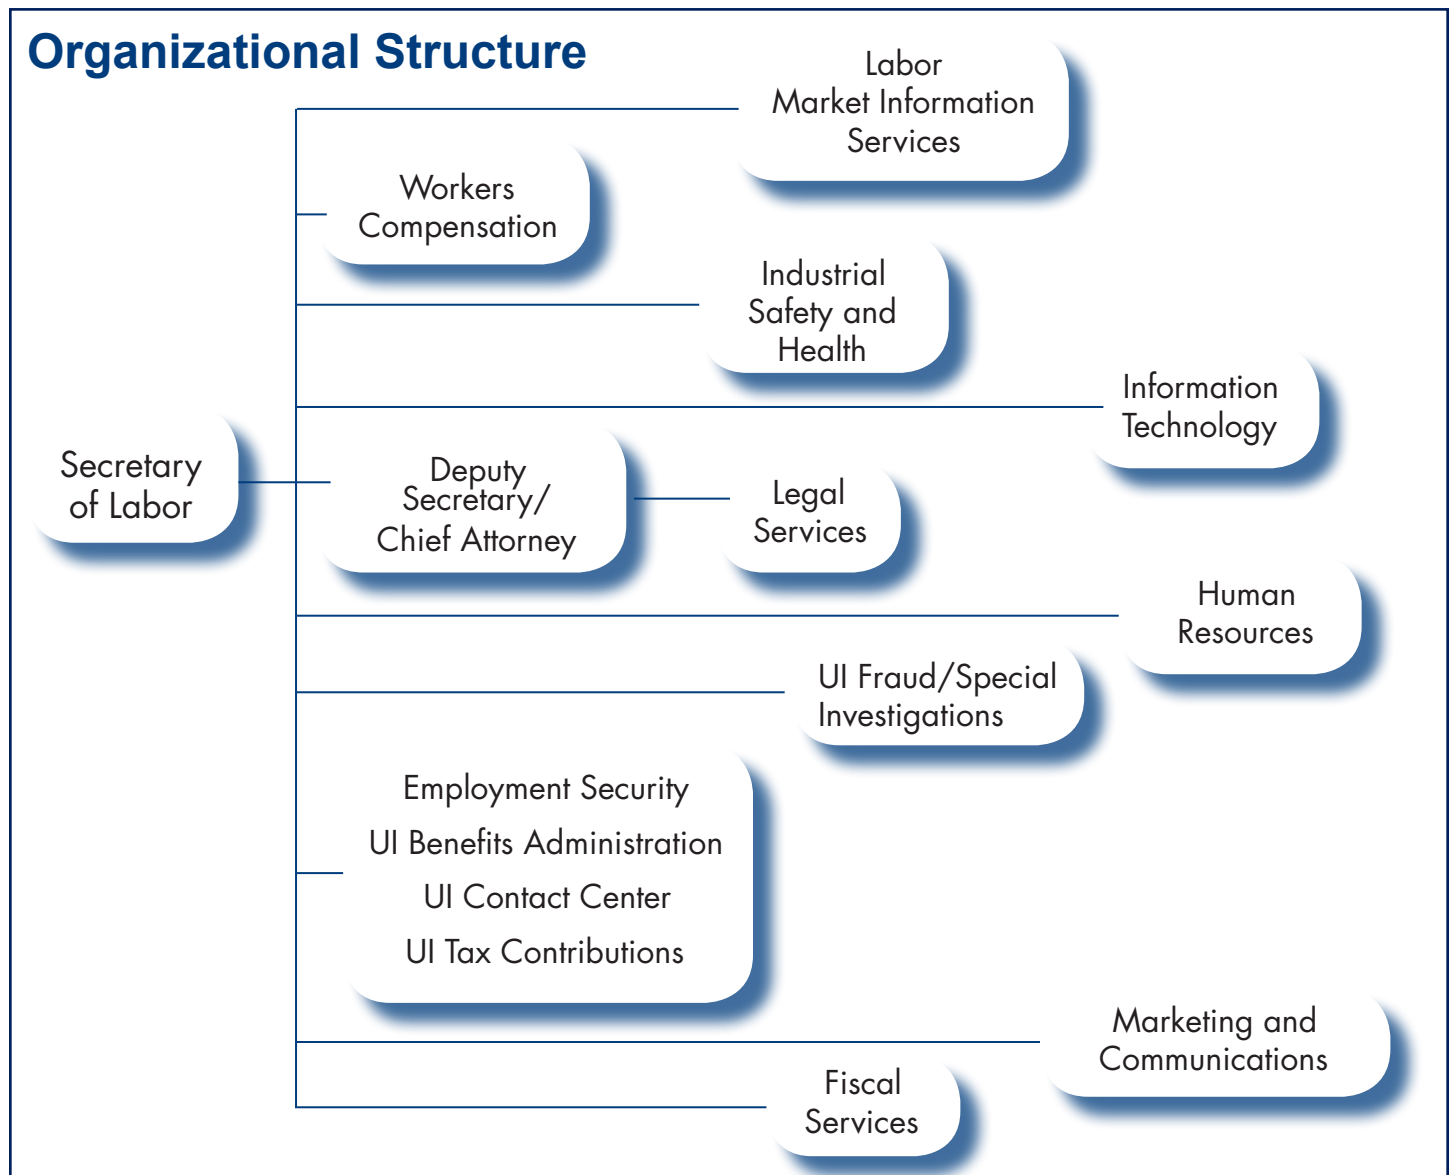 Organizational Structure
Labor
Market Information
Services
Workers
Compensation
Industrial
Safety and
Health
Information
Technology
Secretary
of Labor
Deputy
Secretary/
Chief Attorney
Legal
Services
Human
Resources
UI Fraud/Special
Investigations
Employment Security
UI Benefits Administration
UI Contact Center
UI Tax Contributions
Marketing and
Communications
Fiscal
Services